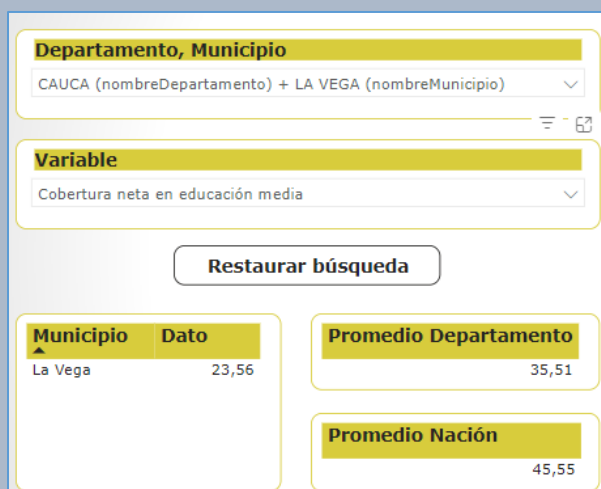 Departamento, Municipio
CAUCA (nombreDepartamento) + LA VEGA (nombreMunicipio)
Variable
Cobertura neta en educación media
Restaurar búsqueda
Municipio Dato
La Vega 23,56
Promedio Departamento
35,51
Promedio Nación
45,55